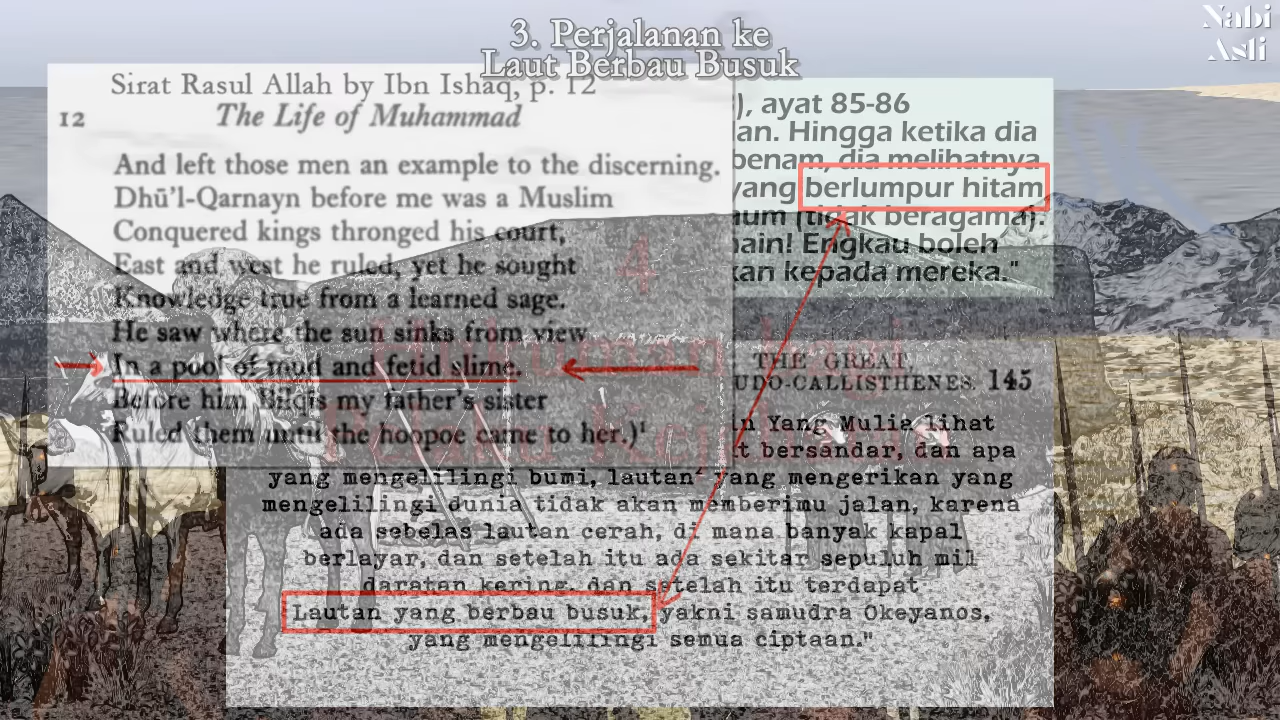 3. Perjalanan ke
Laut Berbau Busuk
Nabi
Asli
Sirat Rasul Allah by Ibn Ishaq, p. 12
12 The Life of Muhammad
And left those men an example to the discerning.
Dhū'l-Qarnayn before me was a Muslim
Conquered kings thronged his court,
East and west he ruled, yet he sought
Knowledge true from a learned sage.
He saw where the sun sinks from view
In a pool of mud and fetid slime.
Before him Bilqis my father's sister
Ruled them until the hoopoe came to her.)¹
), ayat 85-86
an. Hingga ketika dia
benam, dia melihatnya
yang berlumpur hitam
aum (tidak beragama).
nain! Engkau boleh
kan kepada mereka."
4
Hukuman bagi
THE GREAT,
UDO-CALLISTHENES. 145
in Yang Mulia lihat
t bersandar, dan apa
yang mengelilingi bumi, lautan yang mengerikan yang
mengelilingi dunia tidak akan memberimu jalan, karena
ada sebelas lautan cerah, di mana banyak kapal
berlayar, dan setelah itu ada sekitar sepuluh mil
daratan kering, dan setelah itu terdapat
Lautan yang berbau busuk, yakni samudra Okeyanos,
yang mengelilingi semua ciptaan."